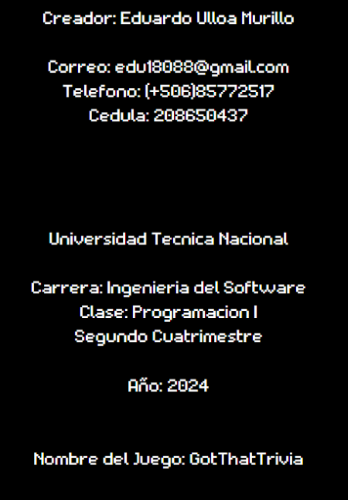 Creador: Eduardo Ulloa Murillo
Correo: edu18088@gmail.com
Telefono: (+506)85772517
Cedula: 208650437
Universidad Tecnica Nacional
Carrera: Ingenieria del Software
Clase: Programacion I
Segundo Cuatrimestre
Año: 2024
Nombre del Juego: GotThatTrivia